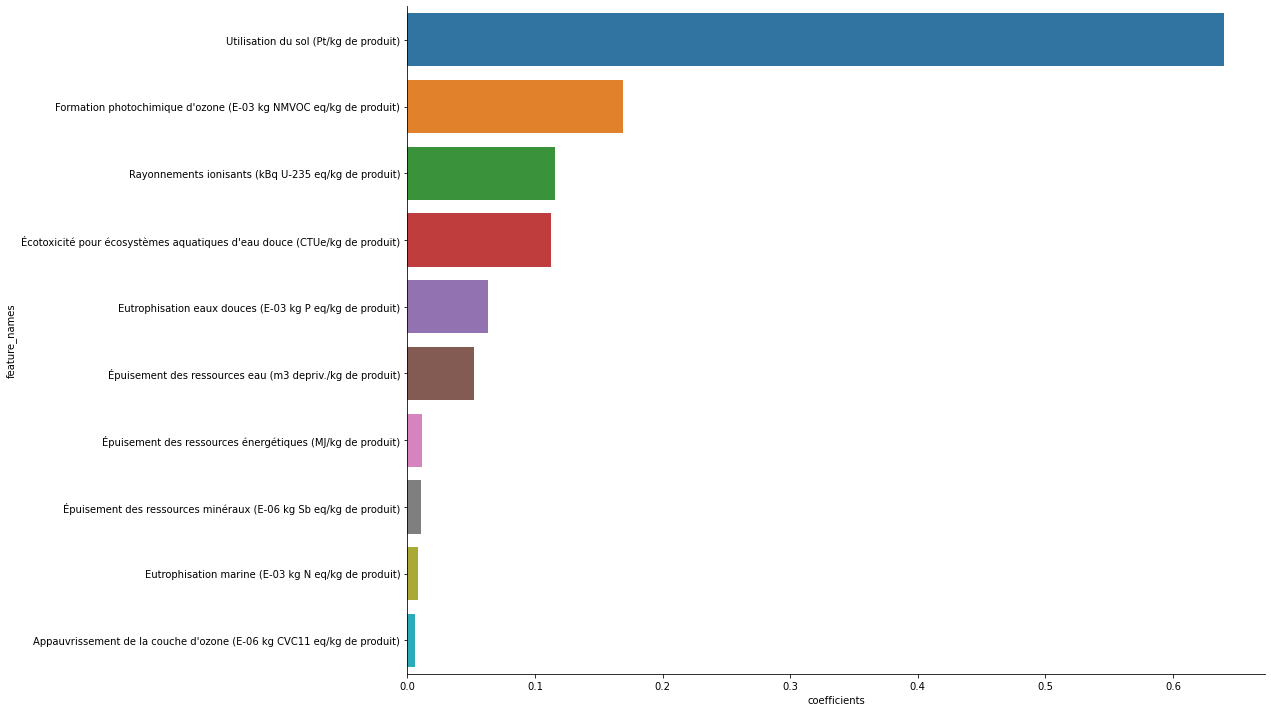 Utilisation du sol (Pt/kg de produit)
Formation photochimique d'ozone (E-03 kg NMVOC eq/kg de produit)
Rayonnements ionisants (kBq U-235 eq/kg de produit)
Écotoxicité pour écosystèmes aquatiques d'eau douce (CTUe/kg de produit)
Eutrophisation eaux douces (E-03 kg P eq/kg de produit)
feature_names
Épuisement des ressources eau (m3 depriv./kg de produit)
Épuisement des ressources énergétiques (MJ/kg de produit)
Épuisement des ressources minéraux (E-06 kg Sb eq/kg de produit)
Eutrophisation marine (E-03 kg N eq/kg de produit)
Appauvrissement de la couche d'ozone (E-06 kg CVC11 eq/kg de produit)
0.0 0.1 0.2 0.3 0.4 0.5 0.6
coefficients